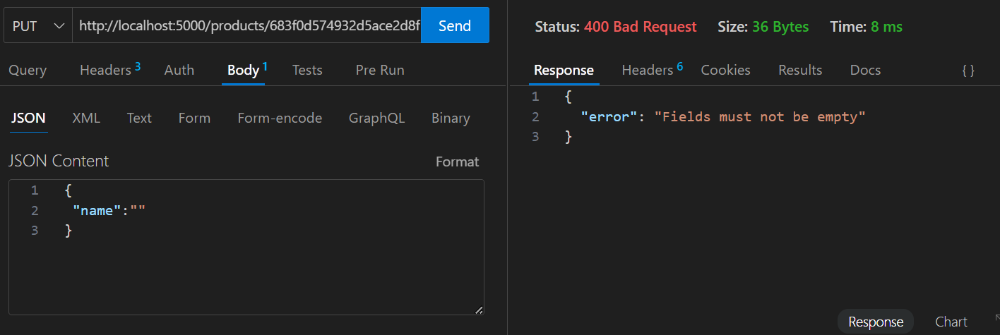 PUT http://localhost:5000/products/683f0d574932d5ace2d8f Send
Query Headers 3 Auth Body 1 Tests Pre Run
JSON XML Text Form Form-encode GraphQL Binary
JSON Content Format
1 {
2 "name":""
3 }
Status: 400 Bad Request Size: 36 Bytes Time: 8 ms
Response Headers 6 Cookies Results Docs { }
1 {
2 "error": "Fields must not be empty"
3 }
Response Chart